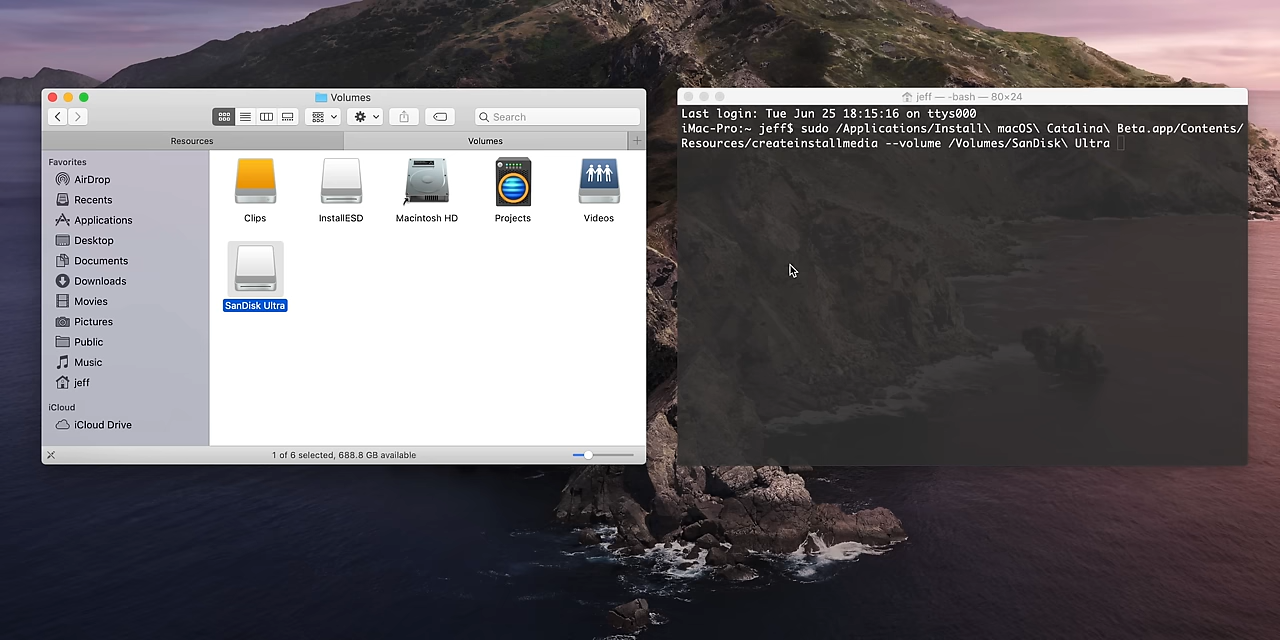 Volumes
Search
Resources
Volumes
Favorites
AirDrop
Recents
Applications
Desktop
Documents
Downloads
Movies
Pictures
Public
Music
jeff
iCloud
iCloud Drive
Clips
InstallESD
Macintosh HD
Projects
Videos
SanDisk Ultra
1 of 6 selected, 688.8 GB available
jeff — -bash — 80×24
Last login: Tue Jun 25 18:15:16 on ttys000
iMac-Pro:~ jeff$ sudo /Applications/Install\ macOS\ Catalina\ Beta.app/Contents/
Resources/createinstallmedia --volume /Volumes/SanDisk\ Ultra